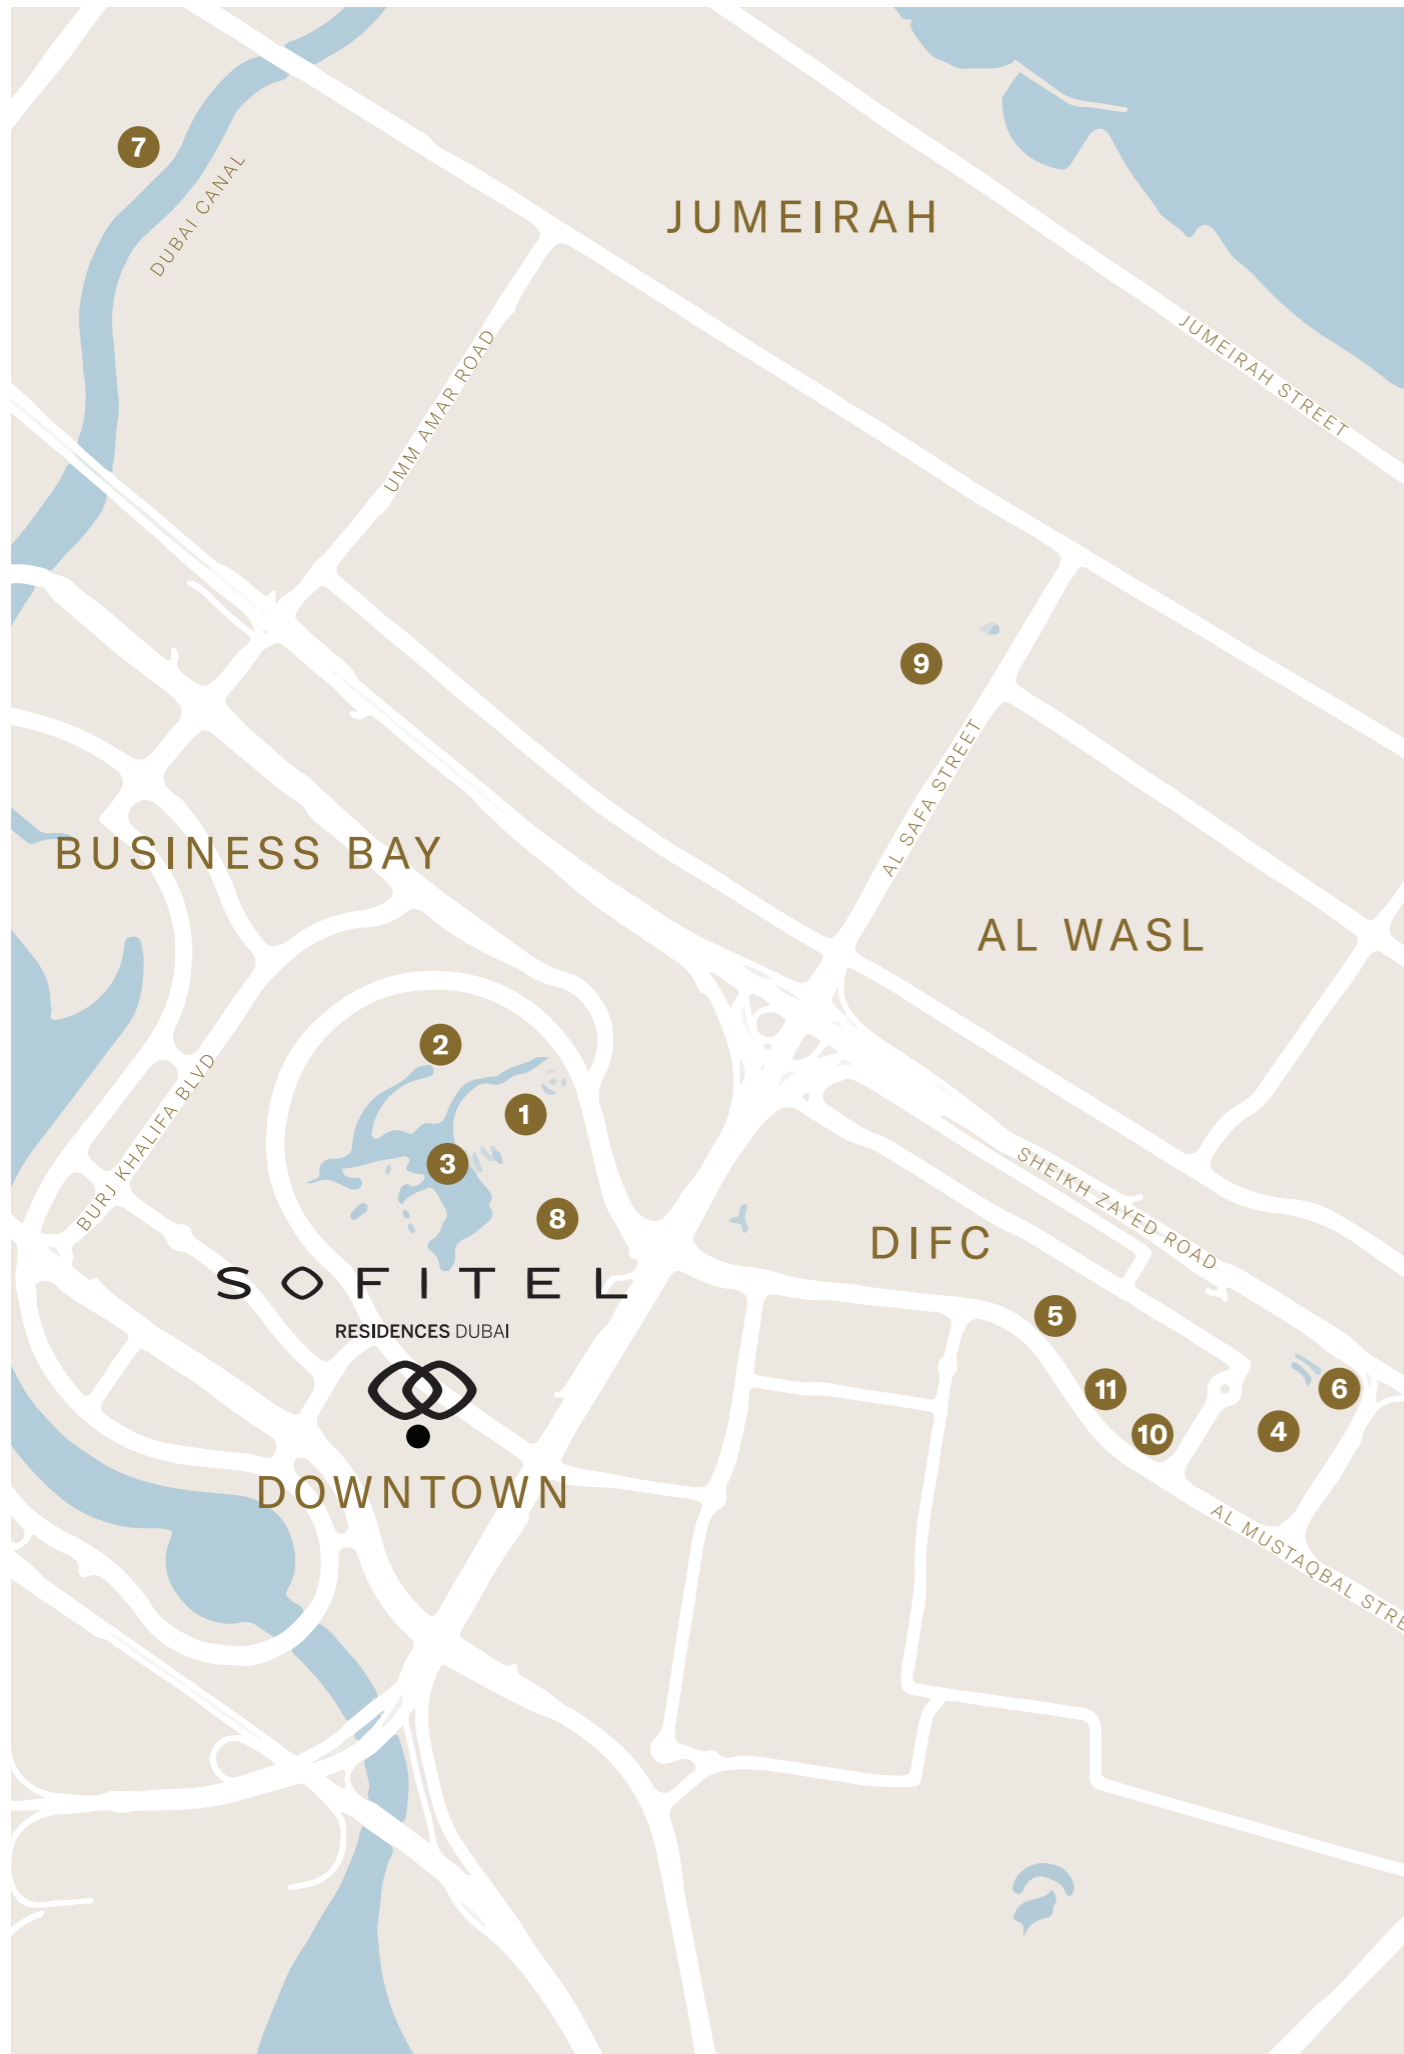 7
DUBAI CANAL
JUMEIRAH
JUMEIRAH STREET
UMM AMAR ROAD
9
AL SAFA STREET
BUSINESS BAY
AL WASL
2
1
3
BURJ KHALIFA BLVD
8
SHEIKH ZAYED ROAD
DIFC
SOFITEL
RESIDENCES DUBAI
5
11
6
10
4
DOWNTOWN
AL MUSTAQBAL STRE